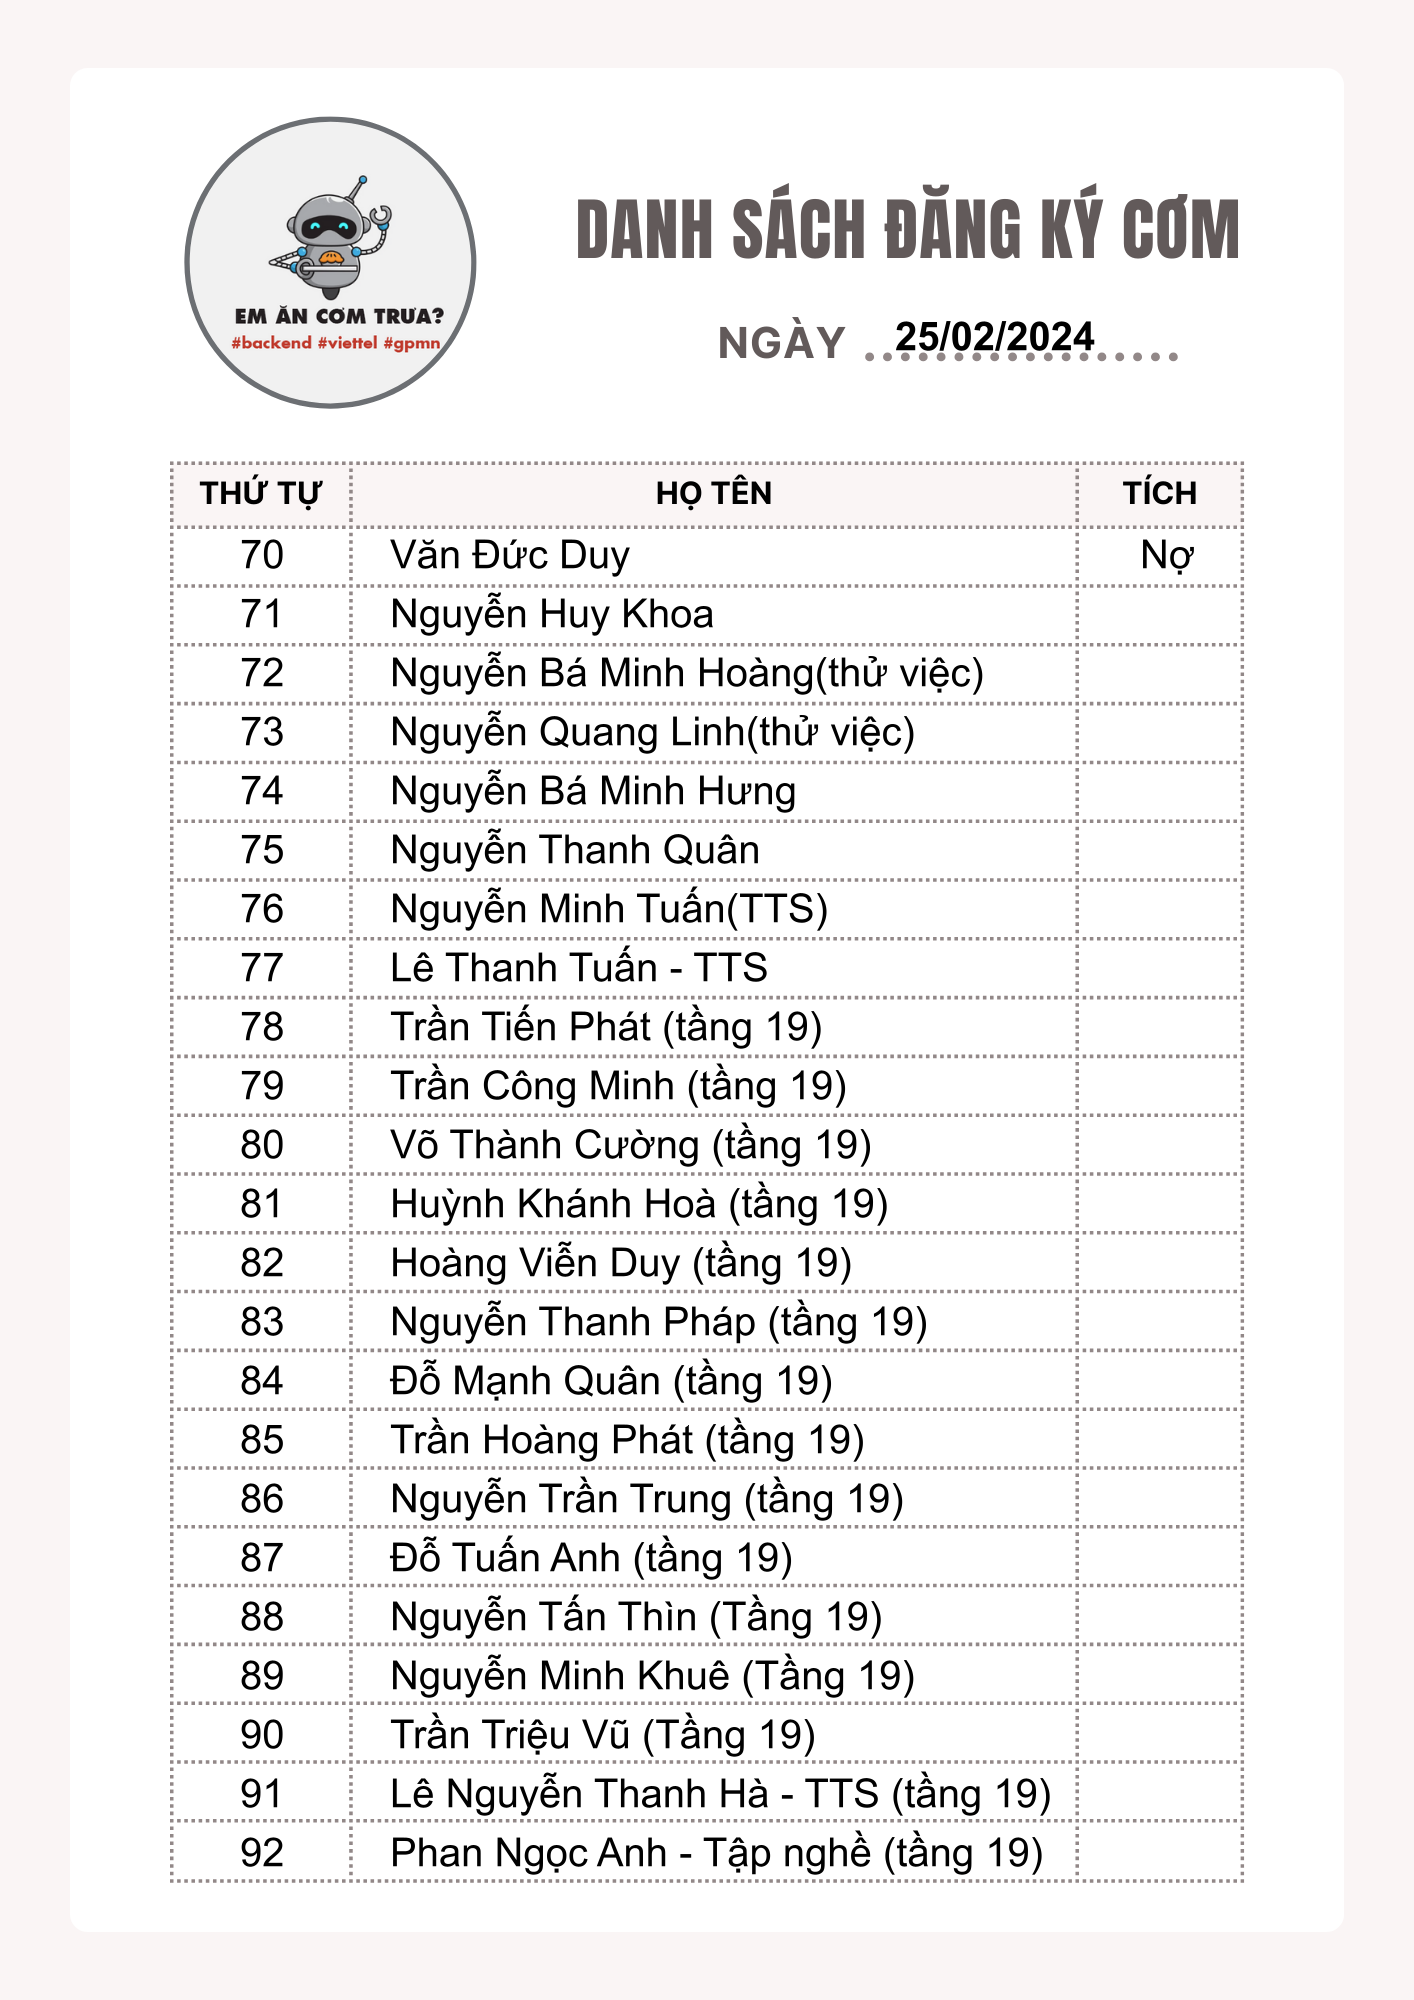 EM ĂN CƠM TRƯA?
#backend #viettel #gpmn
DANH SÁCH ĐĂNG KÝ CƠM
NGÀY 25/02/2024
THỨ TỰ HỌ TÊN TÍCH
70 Văn Đức Duy Nợ
71 Nguyễn Huy Khoa
72 Nguyễn Bá Minh Hoàng(thử việc)
73 Nguyễn Quang Linh(thử việc)
74 Nguyễn Bá Minh Hưng
75 Nguyễn Thanh Quân
76 Nguyễn Minh Tuấn(TTS)
77 Lê Thanh Tuấn - TTS
78 Trần Tiến Phát (tầng 19)
79 Trần Công Minh (tầng 19)
80 Võ Thành Cường (tầng 19)
81 Huỳnh Khánh Hoà (tầng 19)
82 Hoàng Viễn Duy (tầng 19)
83 Nguyễn Thanh Pháp (tầng 19)
84 Đỗ Mạnh Quân (tầng 19)
85 Trần Hoàng Phát (tầng 19)
86 Nguyễn Trần Trung (tầng 19)
87 Đỗ Tuấn Anh (tầng 19)
88 Nguyễn Tấn Thìn (Tầng 19)
89 Nguyễn Minh Khuê (Tầng 19)
90 Trần Triệu Vũ (Tầng 19)
91 Lê Nguyễn Thanh Hà - TTS (tầng 19)
92 Phan Ngọc Anh - Tập nghề (tầng 19)